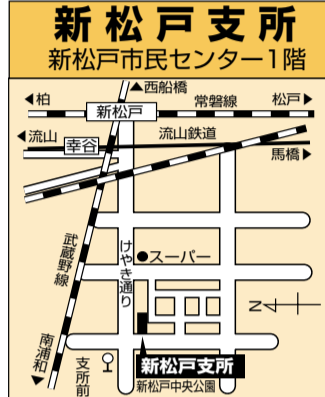 新松戸支所
新松戸市民センター1階
▲西船橋
◀柏
新松戸
常磐線
松戸▶
◀流山
幸谷
流山鉄道
馬橋▶
武蔵野線
けやき通り
●スーパー
N
南浦和
支所前
新松戸支所
新松戸中央公園